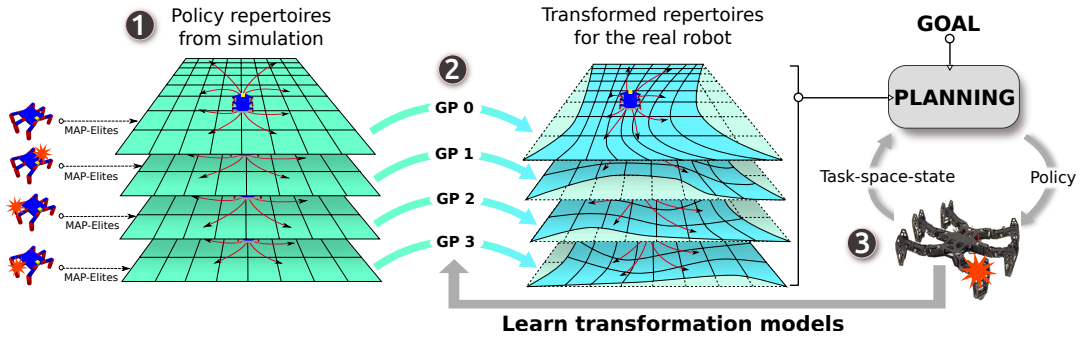 1
Policy repertoires
from simulation
MAP-Elites
MAP-Elites
MAP-Elites
MAP-Elites
2
GP 0
GP 1
GP 2
GP 3
Transformed repertoires
for the real robot
GOAL
PLANNING
Task-space-state
Policy
3
Learn transformation models